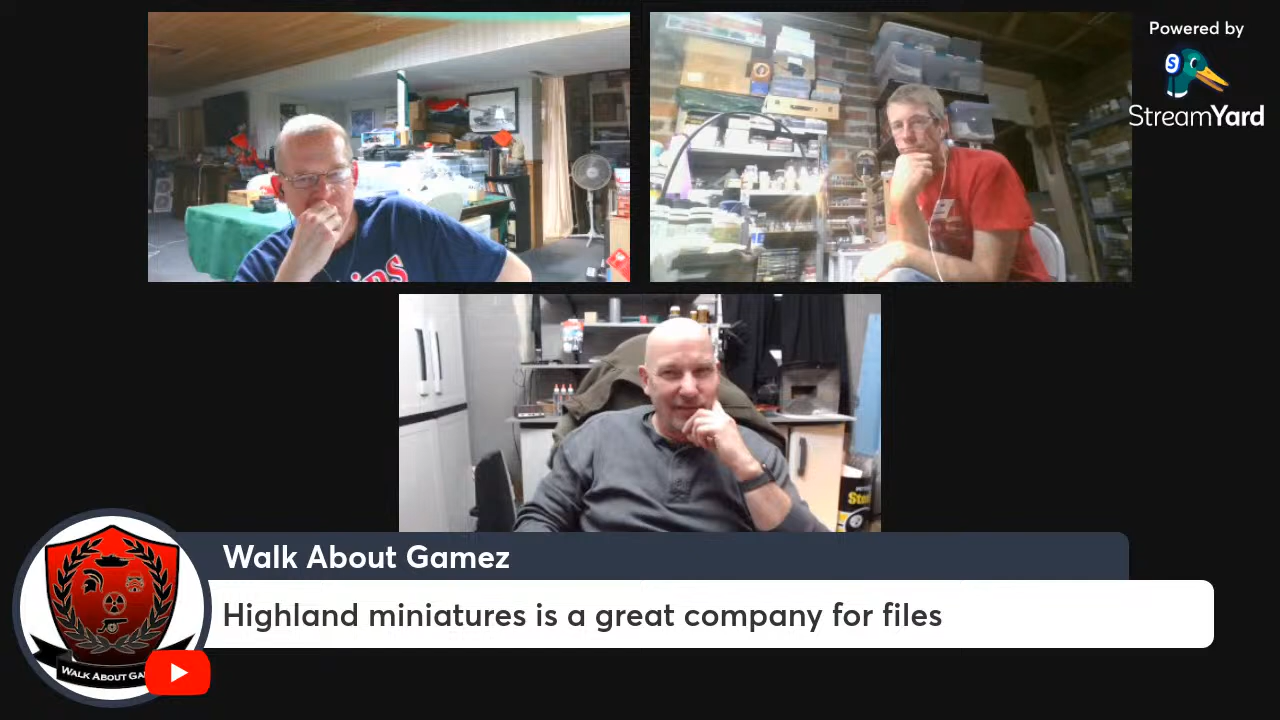 Powered by
StreamYard
Walk About Gamez
Highland miniatures is a great company for files